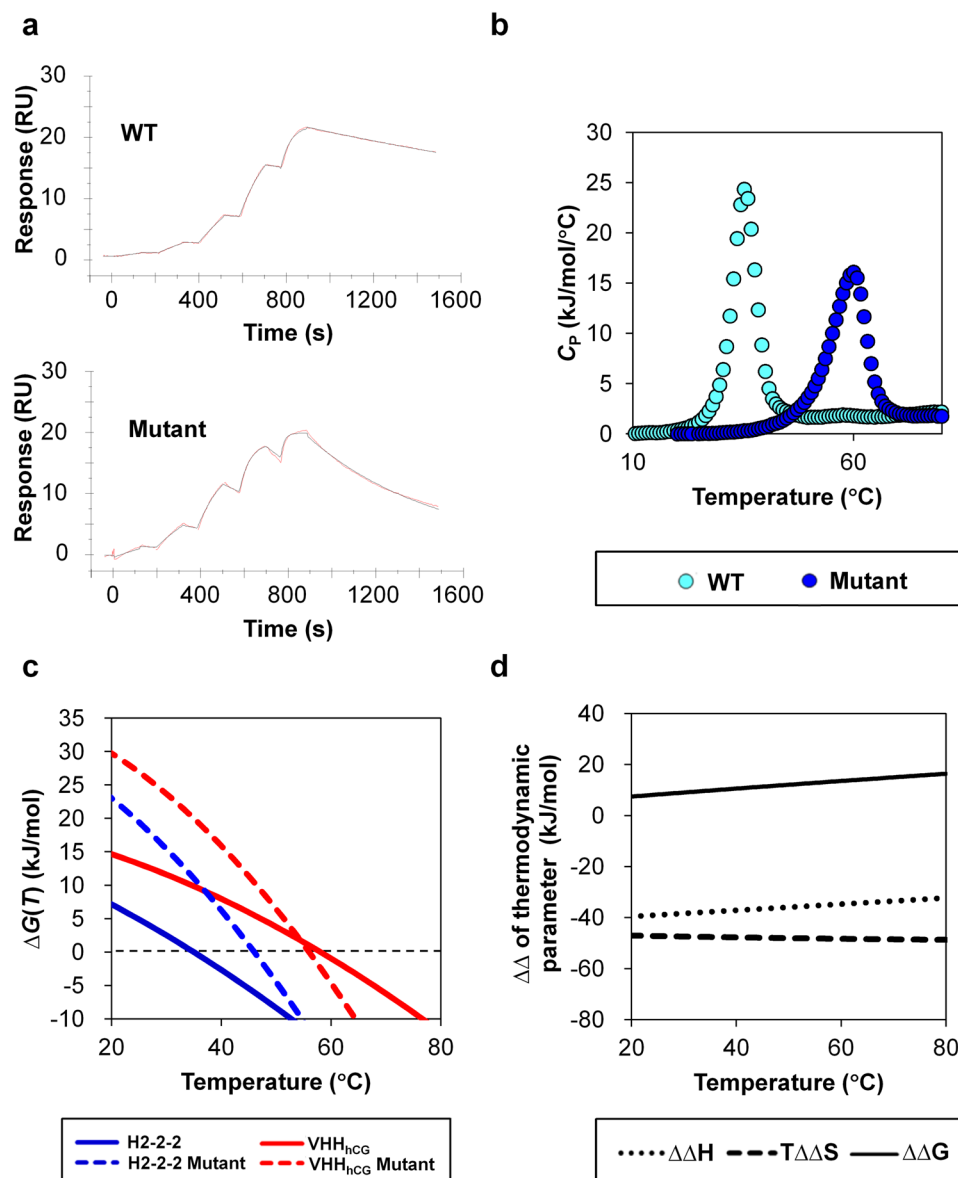 a
30
20
10
0
Response (RU)
WT
0 400 800 1200 1600
Time (s)
30
20
10
0
Response (RU)
Mutant
0 400 800 1200 1600
Time (s)
b
30
25
20
15
10
5
0
CP (kJ/mol/°C)
10 60
Temperature (°C)
WT Mutant
c
35
30
25
20
15
10
5
0
-5
-10
ΔG(T) (kJ/mol)
20 40 60 80
Temperature (°C)
H2-2-2 VHHhCG
H2-2-2 Mutant VHHhCG Mutant
d
40
20
0
-20
-40
-60
-80
ΔΔ of thermodynamic
parameter (kJ/mol)
20 40 60 80
Temperature (°C)
ΔΔH TΔΔS ΔΔG